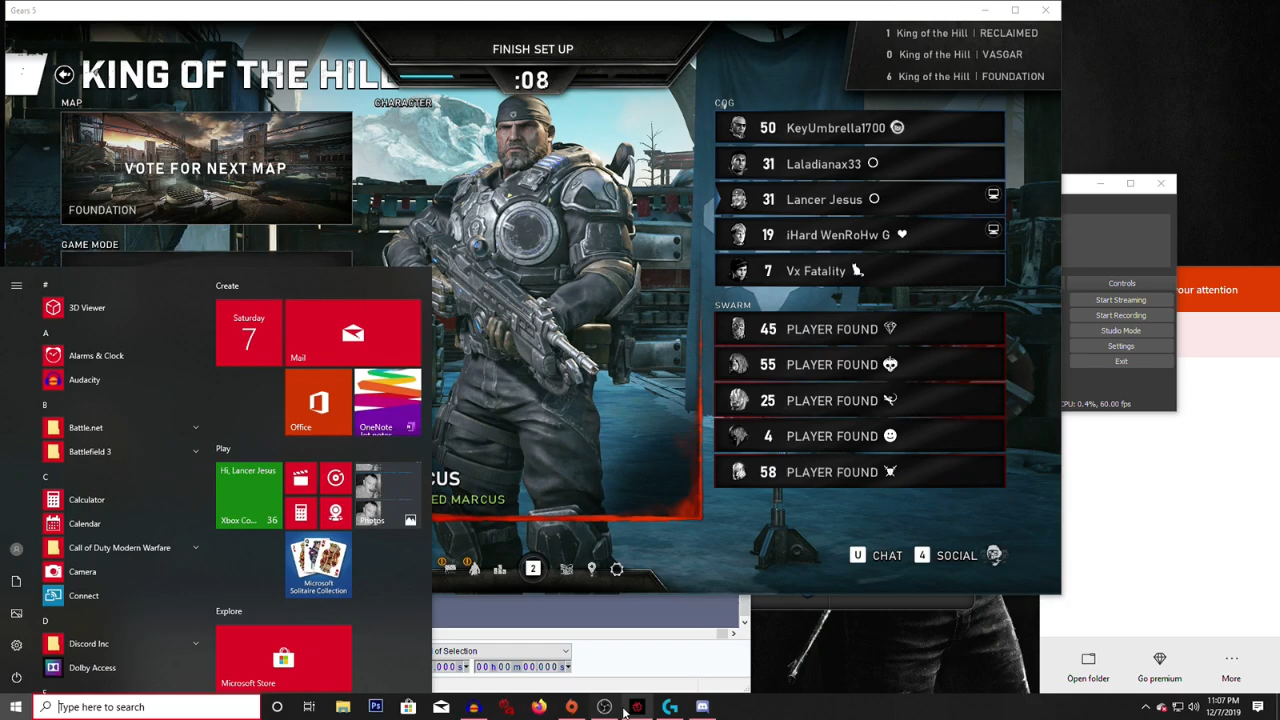 Gears 5
FINISH SET UP
:08
1 King of the Hill | RECLAIMED
0 King of the Hill | VASGAR
6 King of the Hill | FOUNDATION
KING OF THE HILL
MAP
CHARACTER
VOTE FOR NEXT MAP
FOUNDATION
GAME MODE
COG
50 KeyUmbrella1700
31 Laladianax33
31 Lancer Jesus
19 iHard WenRoHw G
7 Vx Fatality
SWARM
45 PLAYER FOUND
55 PLAYER FOUND
25 PLAYER FOUND
4 PLAYER FOUND
58 PLAYER FOUND
CUS
ED MARCUS
2
U CHAT 4 SOCIAL
Controls
Start Streaming
Start Recording
Studio Mode
Settings
Exit
CPU: 0.4%, 60.00 fps
your attention
Open folder
Go premium
More
#
3D Viewer
A
Alarms & Clock
Audacity
B
Battle.net
Battlefield 3
C
Calculator
Calendar
Call of Duty Modern Warfare
Camera
Connect
D
Discord Inc
Dolby Access
Create
Saturday
7
Mail
Office
OneNote
Play
Hi, Lancer Jesus
Xbox Co... 36
Photos
Microsoft
Solitaire Collection
Explore
Microsoft Store
of Selection
000 s
00 h 00 m 00.000 s
Type here to search
Ps
11:07 PM
12/7/2019